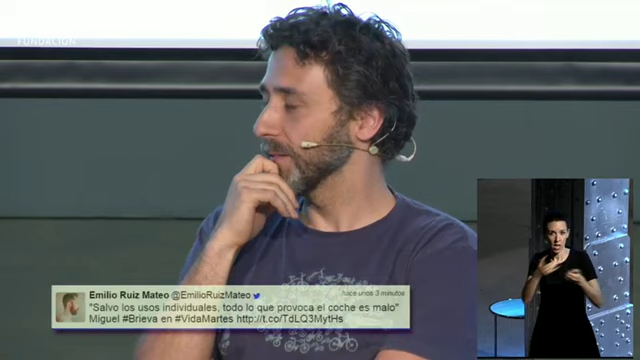 FUNDACIÓN
Emilio Ruiz Mateo @EmilioRuizMateo hace unos 3 minutos
"Salvo los usos individuales, todo lo que provoca el coche es malo"
Miguel #Brieva en #VidaMartes http://t.co/TdLQ3MytHs